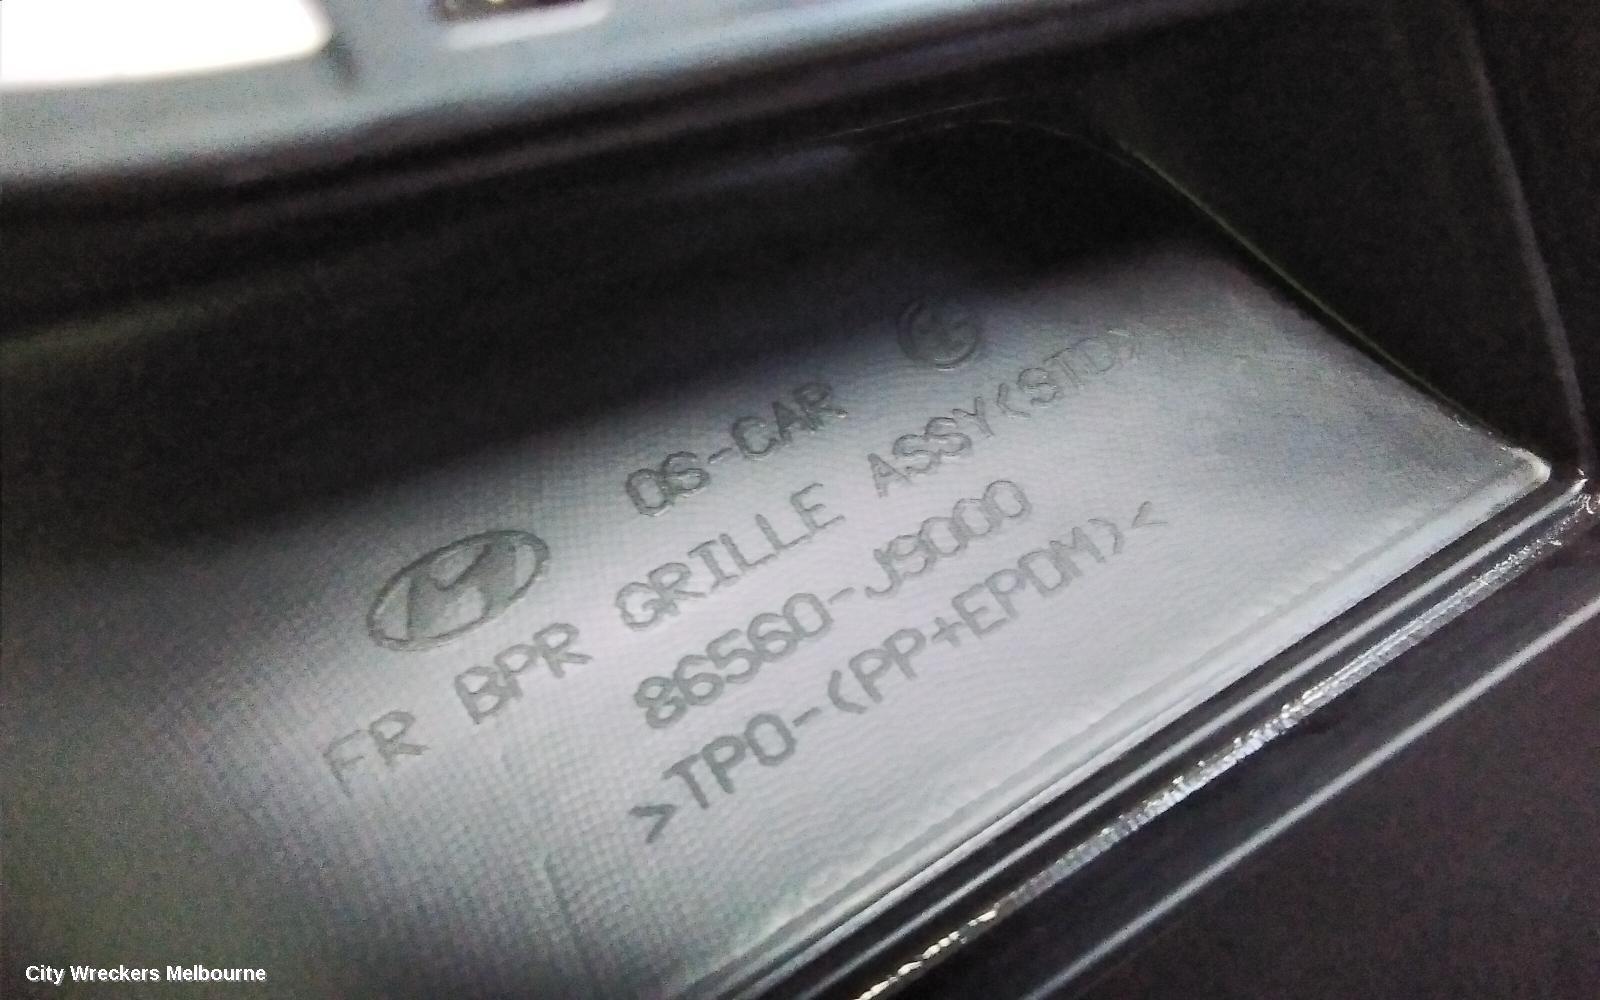 OS-CAR
FR BPR GRILLE ASSY(STD)
86560-J9000
>TPO-(PP+EPDM)<
City Wreckers Melbourne